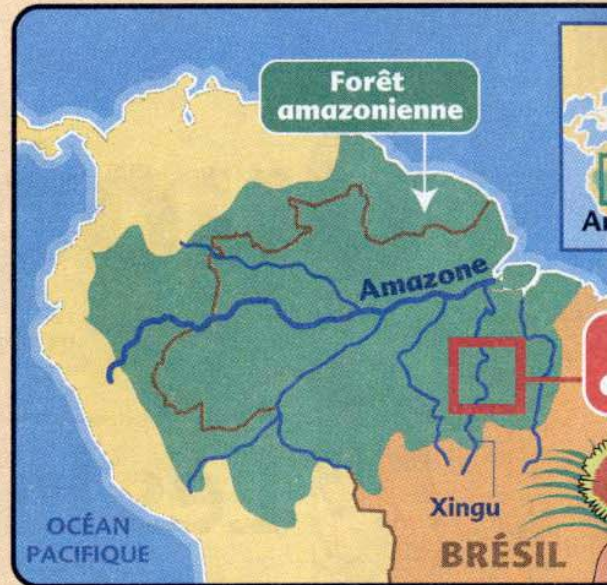 Forêt
amazonienne
Amazone
Xingu
OCÉAN
PACIFIQUE
BRÉSIL